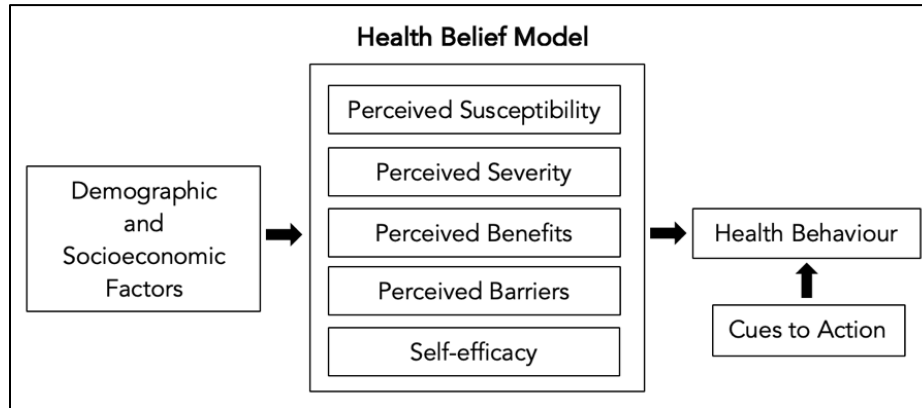 Health Belief Model
Demographic
and
Socioeconomic
Factors
Perceived Susceptibility
Perceived Severity
Perceived Benefits
Perceived Barriers
Self-efficacy
Health Behaviour
Cues to Action